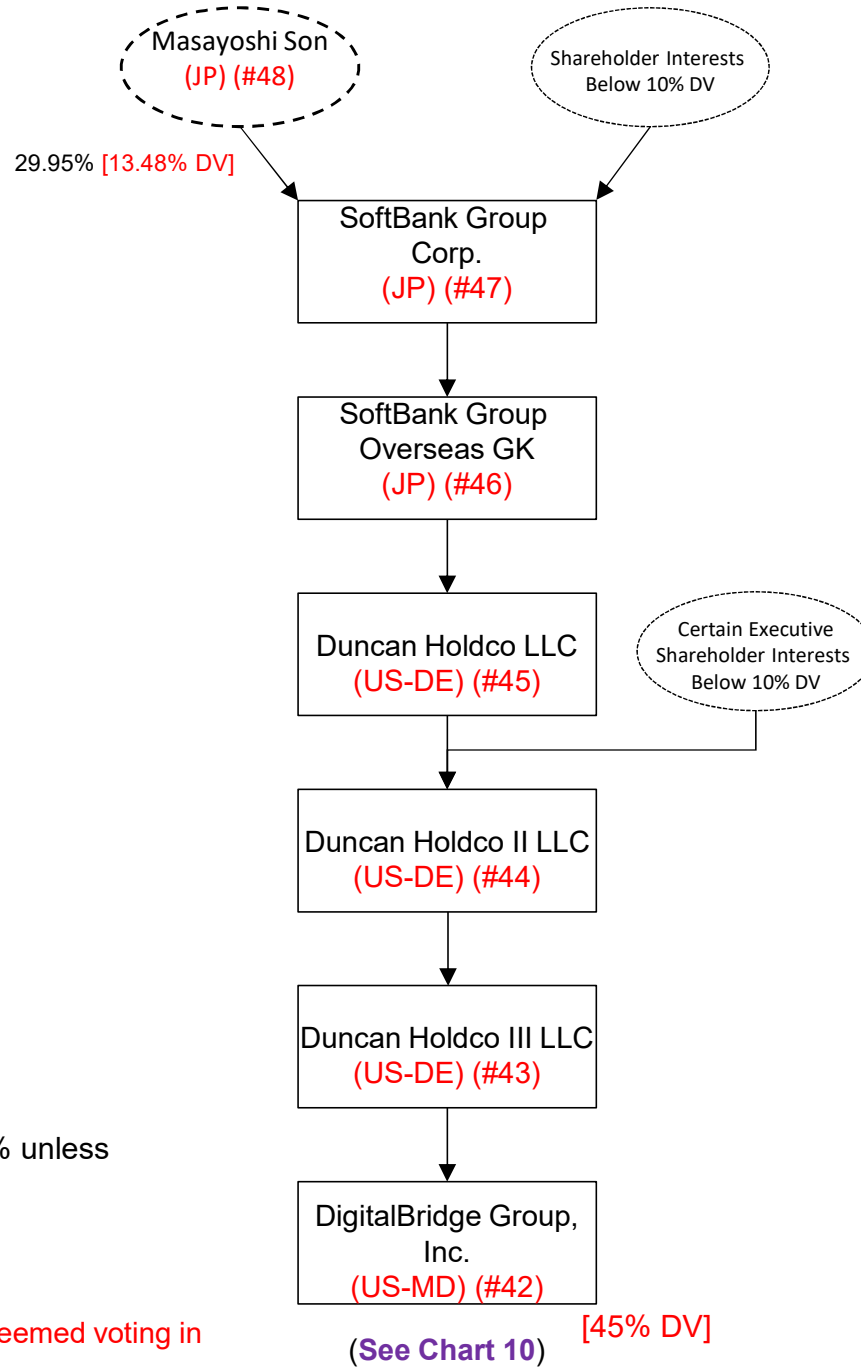 Masayoshi Son
(JP) (#48)
Shareholder Interests
Below 10% DV
29.95% [13.48% DV]
SoftBank Group
Corp.
(JP) (#47)
SoftBank Group
Overseas GK
(JP) (#46)
Duncan Holdco LLC
(US-DE) (#45)
Certain Executive
Shareholder Interests
Below 10% DV
Duncan Holdco II LLC
(US-DE) (#44)
Duncan Holdco III LLC
(US-DE) (#43)
% unless
DigitalBridge Group,
Inc.
(US-MD) (#42)
eemed voting in
[45% DV]
(See Chart 10)